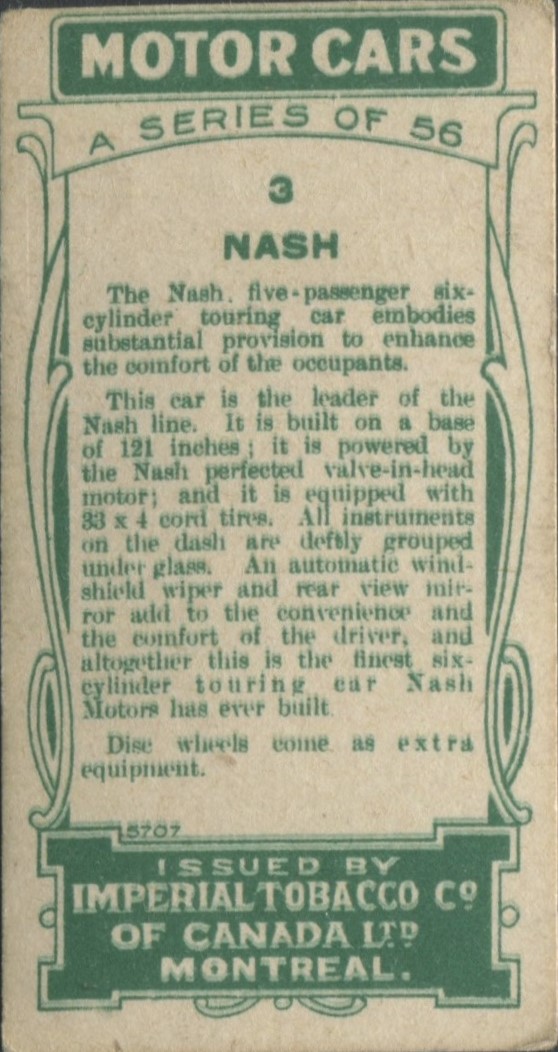 MOTOR CARS
A SERIES OF 56
3
NASH
The Nash. five-passenger six-
cylinder touring car embodies
substantial provision to enhance
the comfort of the occupants.
This car is the leader of the
Nash line. It is built on a base
of 121 inches; it is powered by
the Nash perfected valve-in-head
motor; and it is equipped with
33 x 4 cord tires. All instruments
on the dash are deftly grouped
under glass. An automatic wind-
shield wiper and rear view mir-
ror add to the convenience and
the comfort of the driver, and
altogether this is the finest six-
cylinder touring car Nash
Motors has ever built
Disc wheels come as extra
equipment.
5707
ISSUED BY
IMPERIAL TOBACCO Co
OF CANADA LTD
MONTREAL.